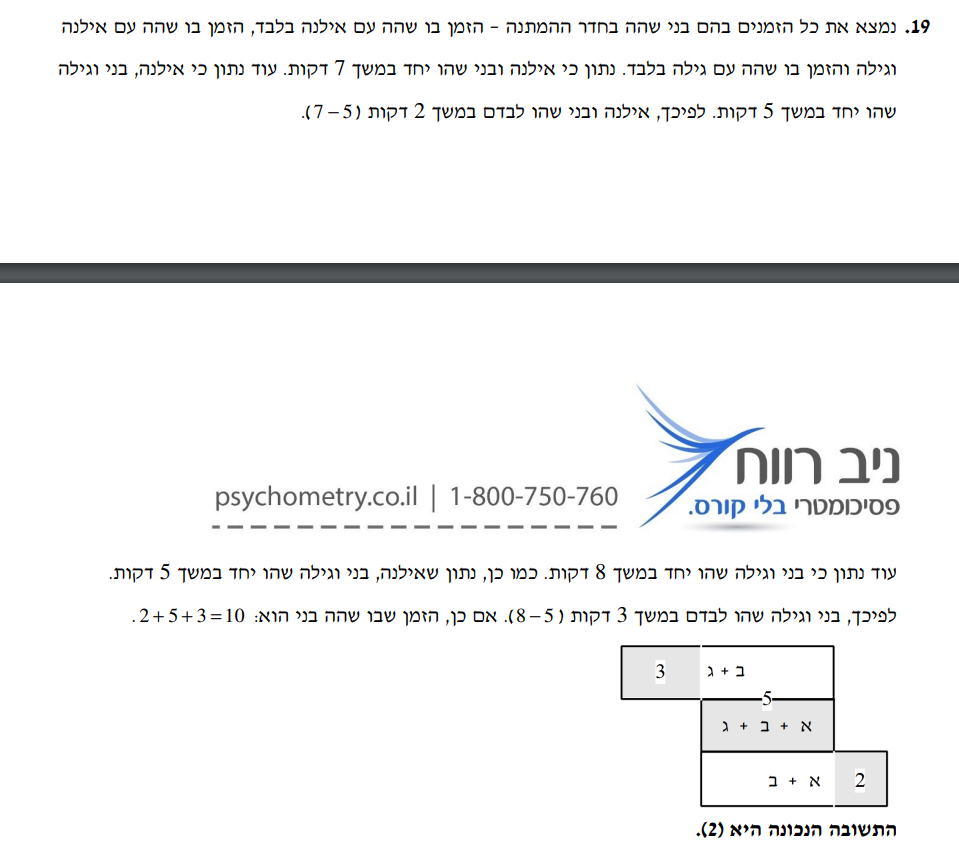 19. נמצא את כל הזמנים בהם בני שהה בחדר ההמתנה - הזמן בו שהה עם אילנה בלבד, הזמן בו שהה עם אילנה
וגילה והזמן בו שהה עם גילה בלבד. נתון כי אילנה ובני שהו יחד במשך 7 דקות. עוד נתון כי אילנה, בני וגילה
שהו יחד במשך 5 דקות. לפיכך, אילנה ובני שהו לבדם במשך 2 דקות (7 – 5).
ניב רווח
פסיכומטרי בלי קורס.
psychometry.co.il | 1-800-750-760
עוד נתון כי בני וגילה שהו יחד במשך 8 דקות. כמו כן, נתון שאילנה, בני וגילה שהו יחד במשך 5 דקות.
לפיכך, בני וגילה שהו לבדם במשך 3 דקות (8 – 5). אם כן, הזמן שבו שהה בני הוא: 2+5+3=10.
3 ב + ג
5
א + ב + ג
א + ב 2
התשובה הנכונה היא (2).